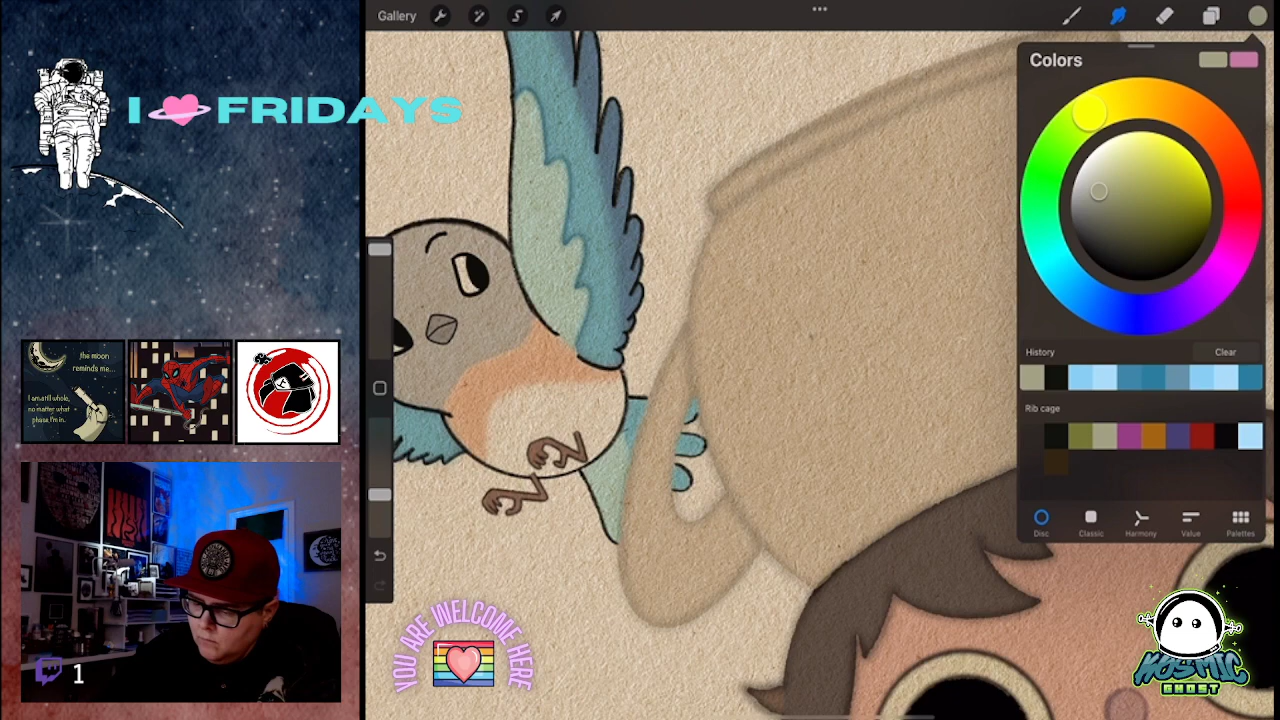 Gallery
Colors
I FRIDAYS
the moon
reminds me...
I am still whole,
no matter what
phase I'm in.
History
Clear
Rib cage
Disc
Classic
Harmony
Value
Palettes
YOU ARE WELCOME HERE
1
KOSMIC
GHOST